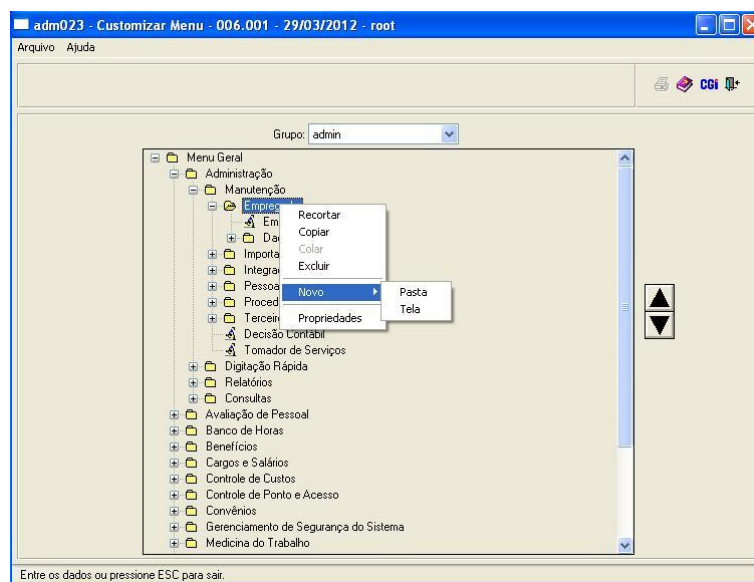 adm023 - Customizar Menu - 006.001 - 29/03/2012 - root
Arquivo Ajuda
CGi
Grupo: admin
Menu Geral
Administração
Manutenção
Em
Recortar
Copiar
Colar
Excluir
Novo
Propriedades
Pasta
Tela
Decisão Contábil
Tomador de Serviços
Digitação Rápida
Relatórios
Consultas
Avaliação de Pessoal
Banco de Horas
Benefícios
Cargos e Salários
Controle de Custos
Controle de Ponto e Acesso
Convênios
Gerenciamento de Segurança do Sistema
Medicina do Trabalho
Entre os dados ou pressione ESC para sair.